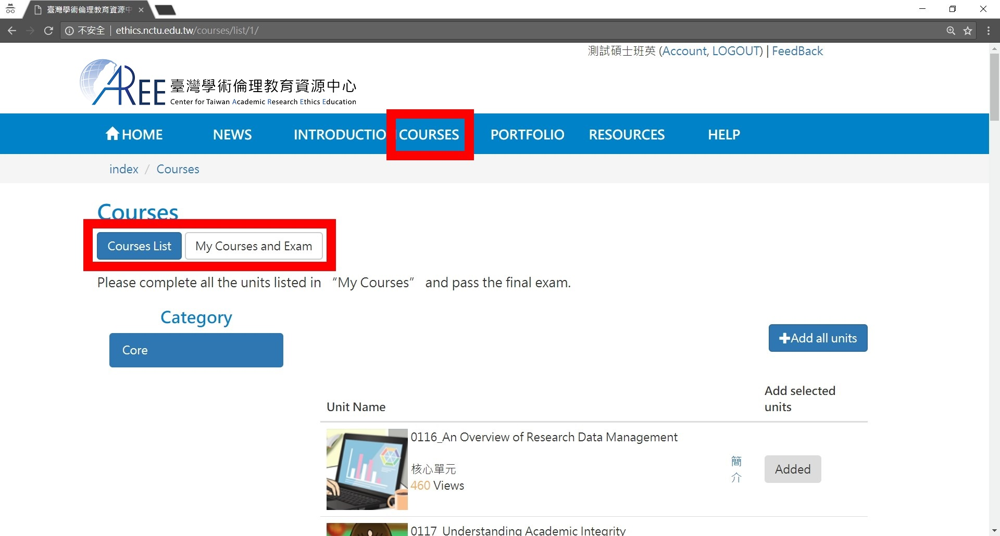 臺灣學術倫理教育資源中
不安全 ethics.nctu.edu.tw/courses/list/1/
測試碩士班英 (Account, LOGOUT) | FeedBack
AREE 臺灣學術倫理教育資源中心
Center for Taiwan Academic Research Ethics Education
HOME NEWS INTRODUCTIO COURSES PORTFOLIO RESOURCES HELP
index / Courses
Courses
Courses List My Courses and Exam
Please complete all the units listed in “My Courses” and pass the final exam.
Category
Core
Add all units
Unit Name
Add selected
units
0116_An Overview of Research Data Management
核心單元
460 Views
簡
介
Added
0117_Understanding Academic Integrity